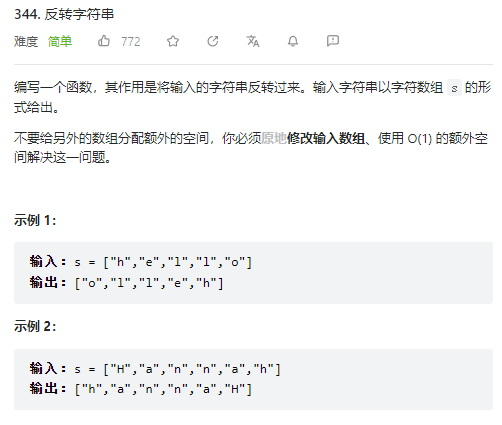 344. 反转字符串
难度 简单 772
编写一个函数，其作用是将输入的字符串反转过来。输入字符串以字符数组 s 的形
式给出。
不要给另外的数组分配额外的空间，你必须原地修改输入数组、使用 O(1) 的额外空
间解决这一问题。
示例 1：
输入：s = ["h","e","l","l","o"]
输出：["o","l","l","e","h"]
示例 2：
输入：s = ["H","a","n","n","a","h"]
输出：["h","a","n","n","a","H"]